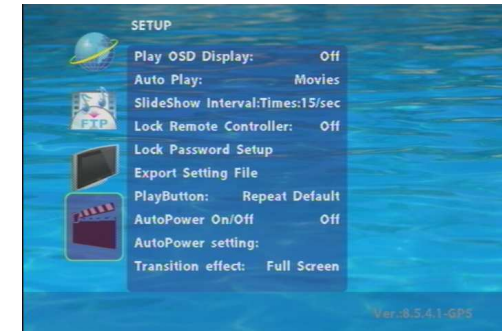 SETUP
Play OSD Display: Off
Auto Play: Movies
SlideShow Interval:Times:15/sec
FTP
Lock Remote Controller: Off
Lock Password Setup
Export Setting File
PlayButton: Repeat Default
AutoPower On/Off Off
AutoPower setting:
Transition effect: Full Screen
Ver.:8.5.4.1-GPS